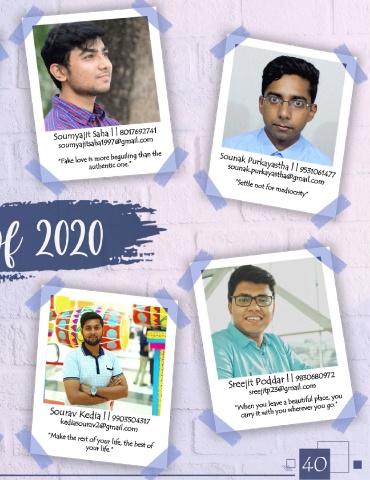 Soumyajit Saha || 8017692741
soumyajitsaha1997@gmail.com
"Fake love is more beguiling than the
authentic one."
Sounak Purkayastha || 9531061477
sounak.purkayastha@gmail.com
"Settle not for mediocrity"
of 2020
Sourav Kedia || 9903504317
kediasourav2@gmail.com
"Make the rest of your life, the best of
your life."
Sreejit Poddar || 9830680972
sreejitp23@gmail.com
"When you leave a beautiful place, you
carry it with you wherever you go."
40